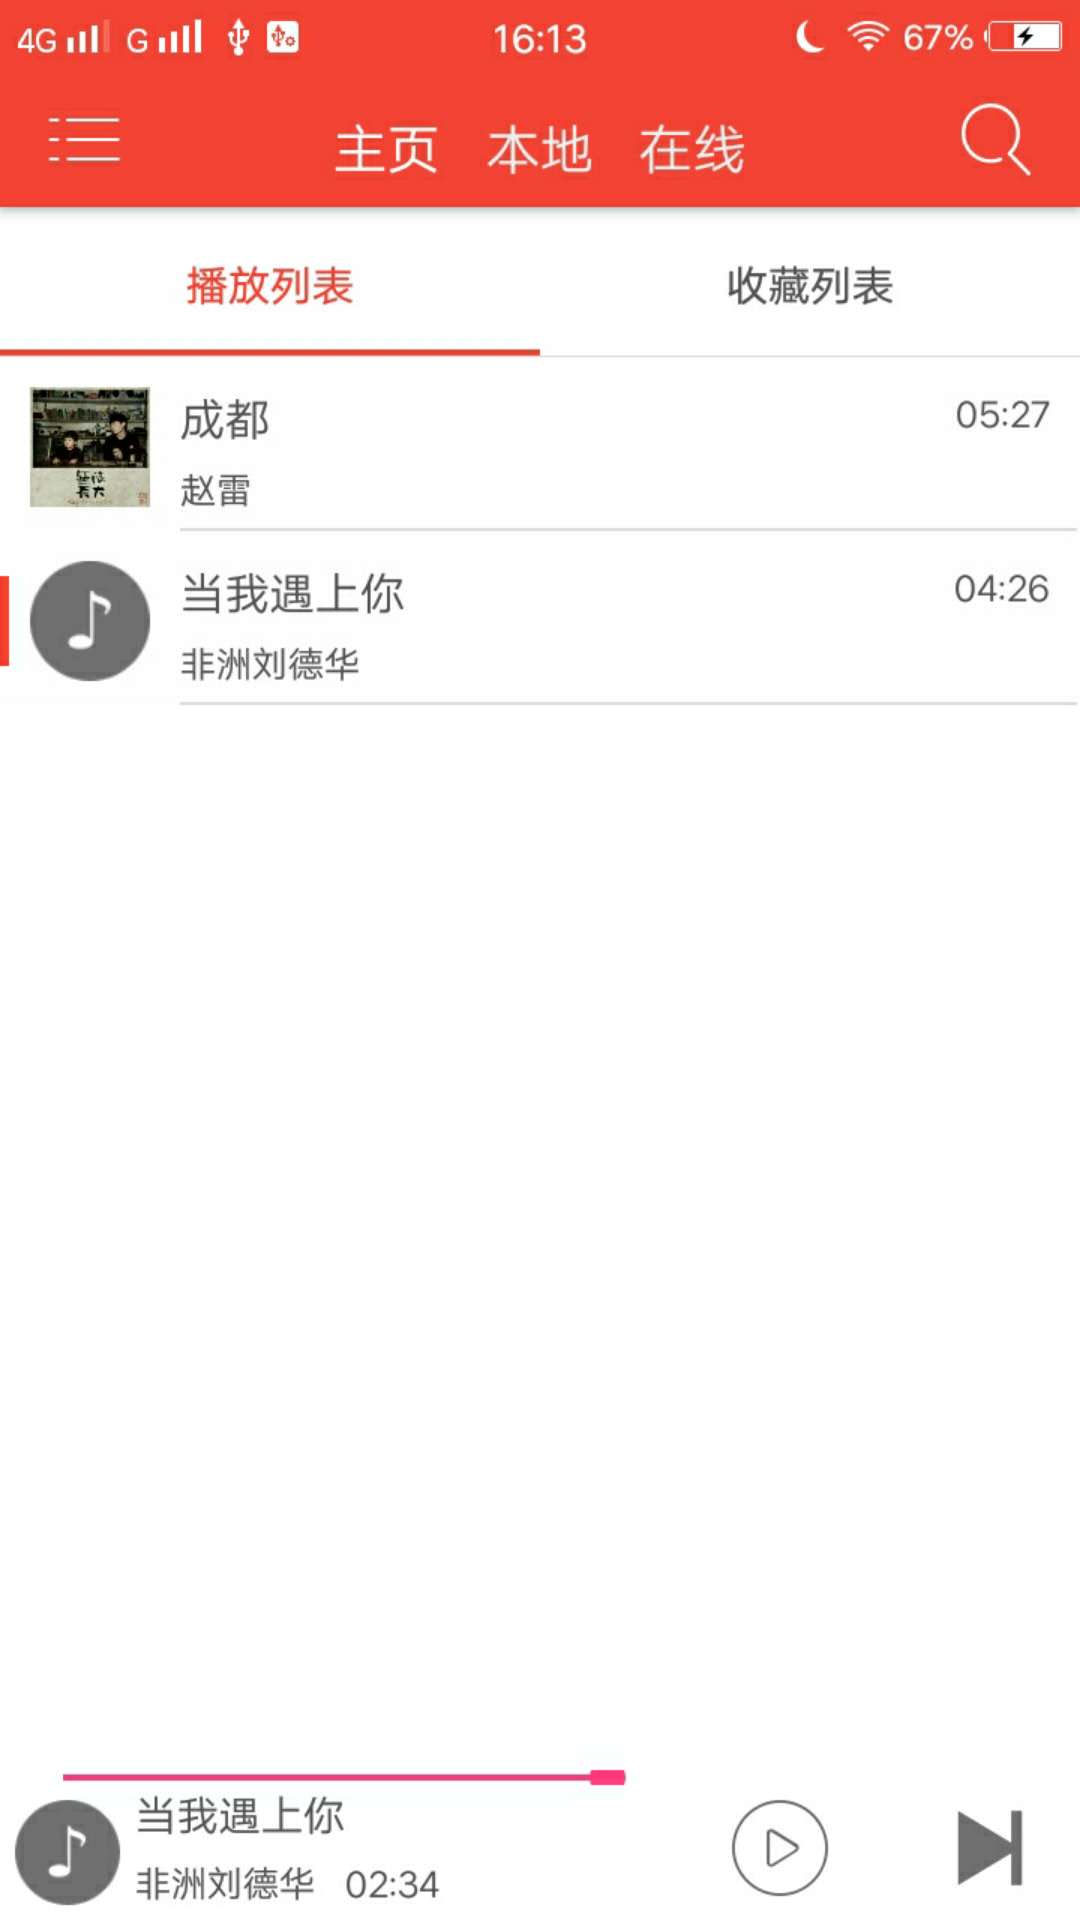 4G G 16:13 67%
主页 本地 在线
播放列表 收藏列表
成都 05:27
赵雷
当我遇上你 04:26
非洲刘德华
当我遇上你
非洲刘德华 02:34